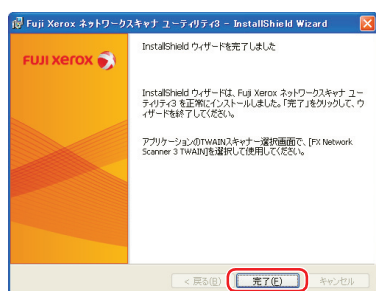 Fuji Xerox ネットワークスキャナ ユーティリティ3 - InstallShield Wizard
FUJI XEROX
InstallShield ウィザードを完了しました
InstallShield ウィザードは、Fuji Xerox ネットワークスキャナ ユー
ティリティ3 を正常にインストールしました。「完了」をクリックして、ウ
ィザードを終了してください。
アプリケーションのTWAINスキャナー選択画面で、[FX Network
Scanner 3 TWAIN]を選択して使用してください。
< 戻る(B)
完了(F)
キャンセル